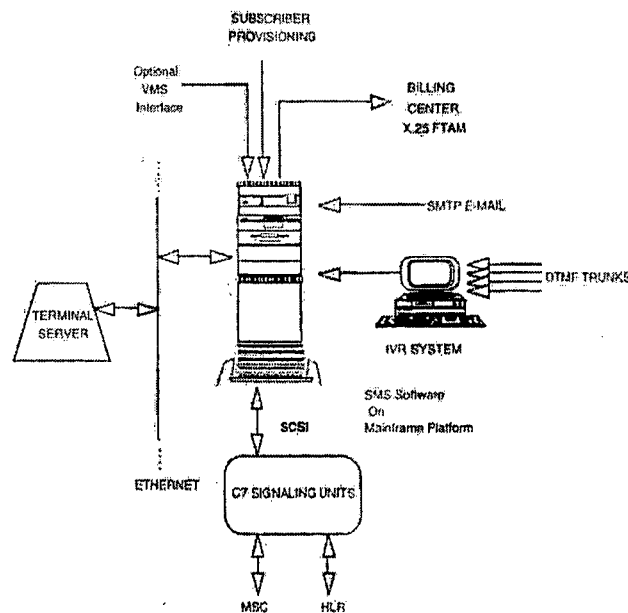 SUBSCRIBER
PROVISIONING
Optional
VMS
Interface
BILLING
CENTER
X.25 FTAM
SMTP E-MAIL
DTMF TRUNKS
TERMINAL
SERVER
IVR SYSTEM
SMS Software
On
Mainframe Platform
SCSI
ETHERNET
C7 SIGNALING UNITS
MSC
HLR